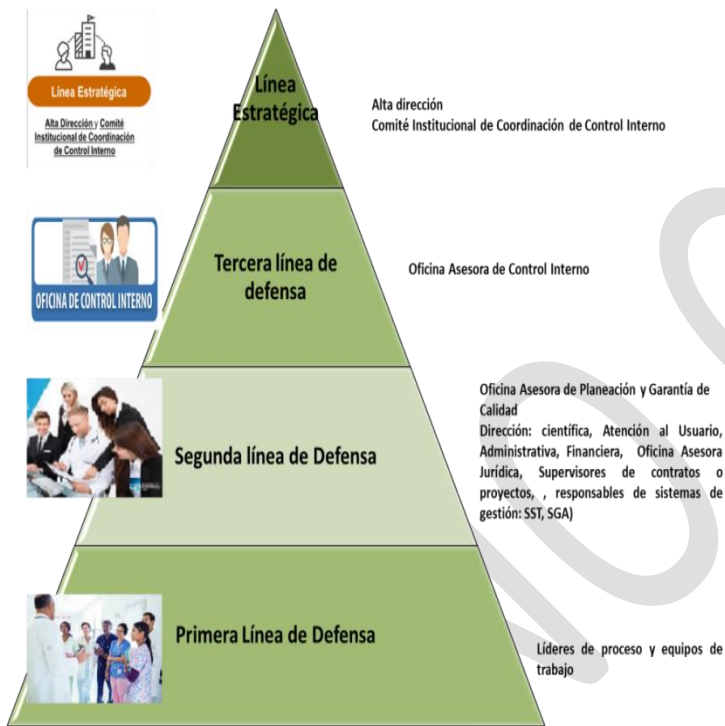 Línea Estratégica
Alta Dirección y Comité
Institucional de Coordinación
de Control Interno
Línea
Estratégica
Alta dirección
Comité Institucional de Coordinación de Control Interno
OFICINA DE CONTROL INTERNO
Tercera línea de
defensa
Oficina Asesora de Control Interno
Segunda línea de Defensa
Oficina Asesora de Planeación y Garantía de
Calidad
Dirección: científica, Atención al Usuario,
Administrativa, Financiera, Oficina Asesora
Jurídica, Supervisores de contratos o
proyectos, , responsables de sistemas de
gestión: SST, SGA)
Primera Línea de Defensa
Líderes de proceso y equipos de
trabajo